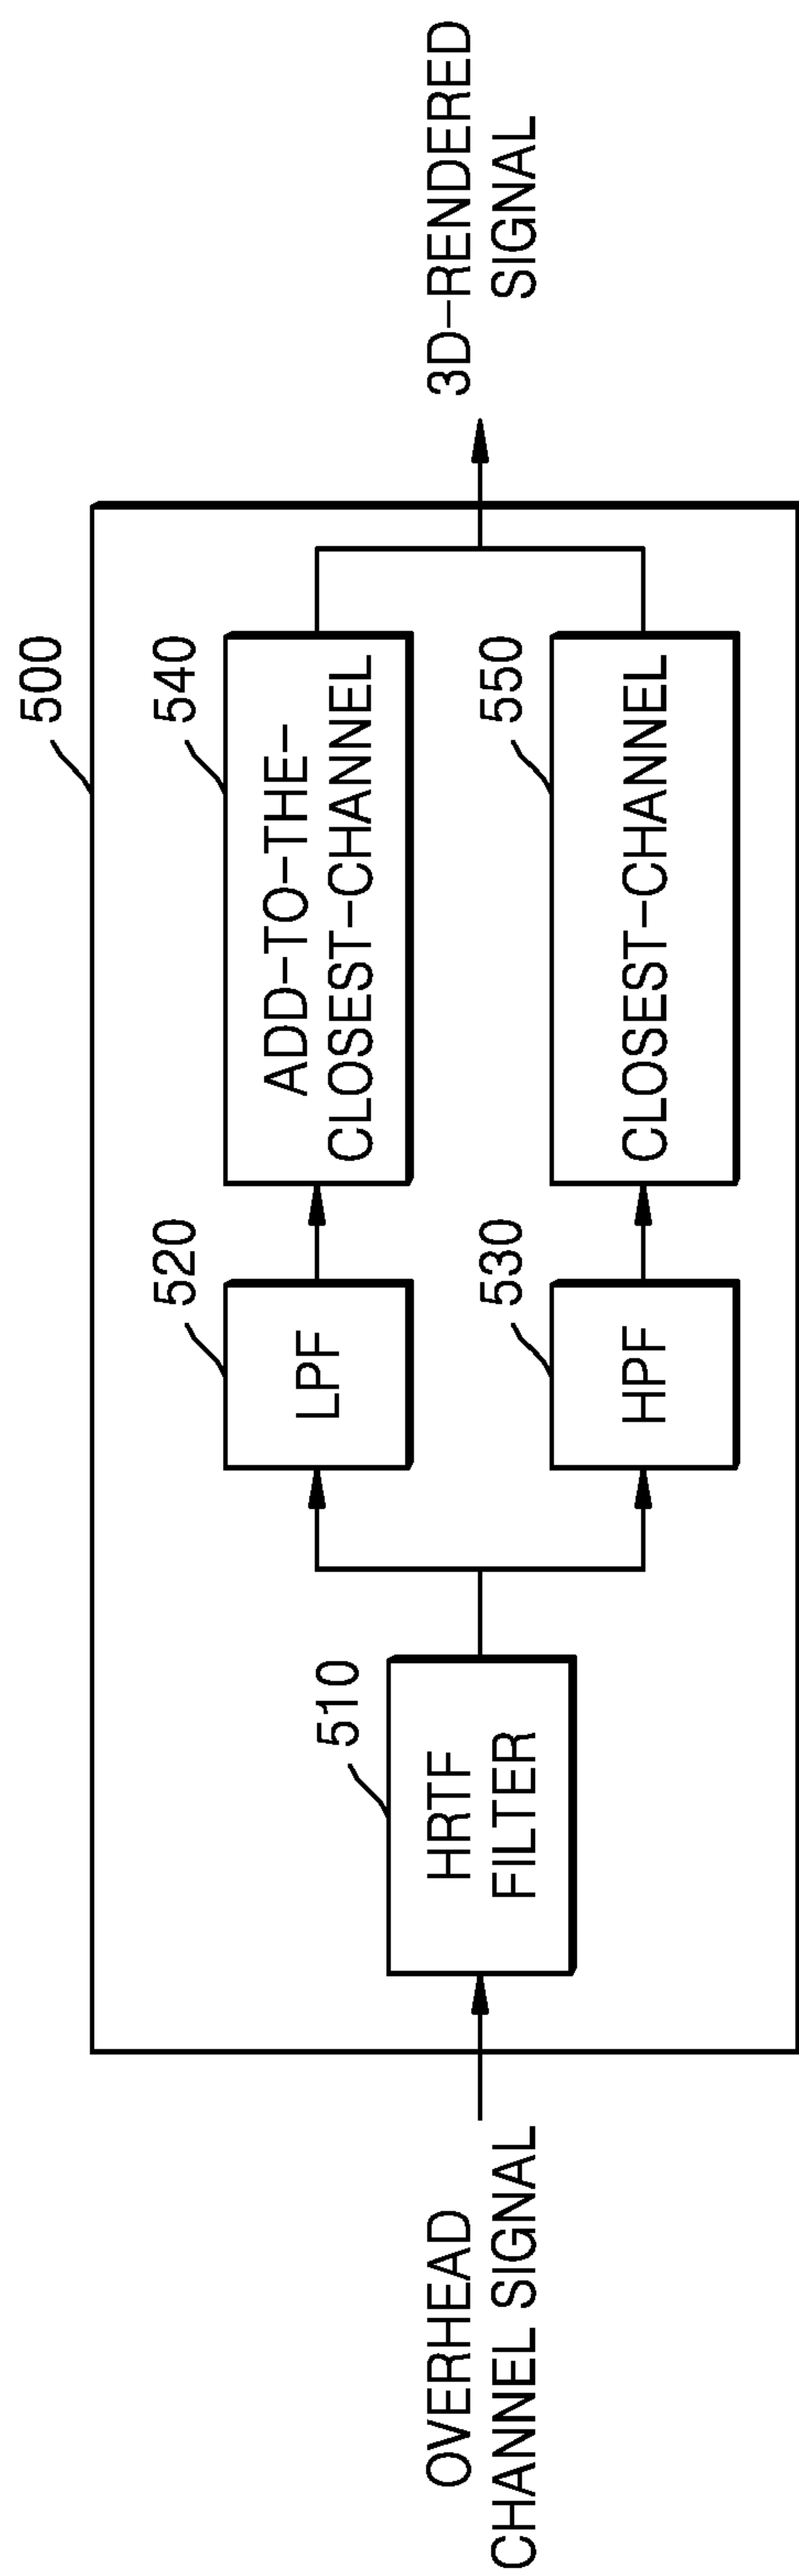 500
OVERHEAD
CHANNEL SIGNAL
510
HRTF
FILTER
520
LPF
530
HPF
540
ADD-TO-THE-
CLOSEST-CHANNEL
550
CLOSEST-CHANNEL
3D-RENDERED
SIGNAL